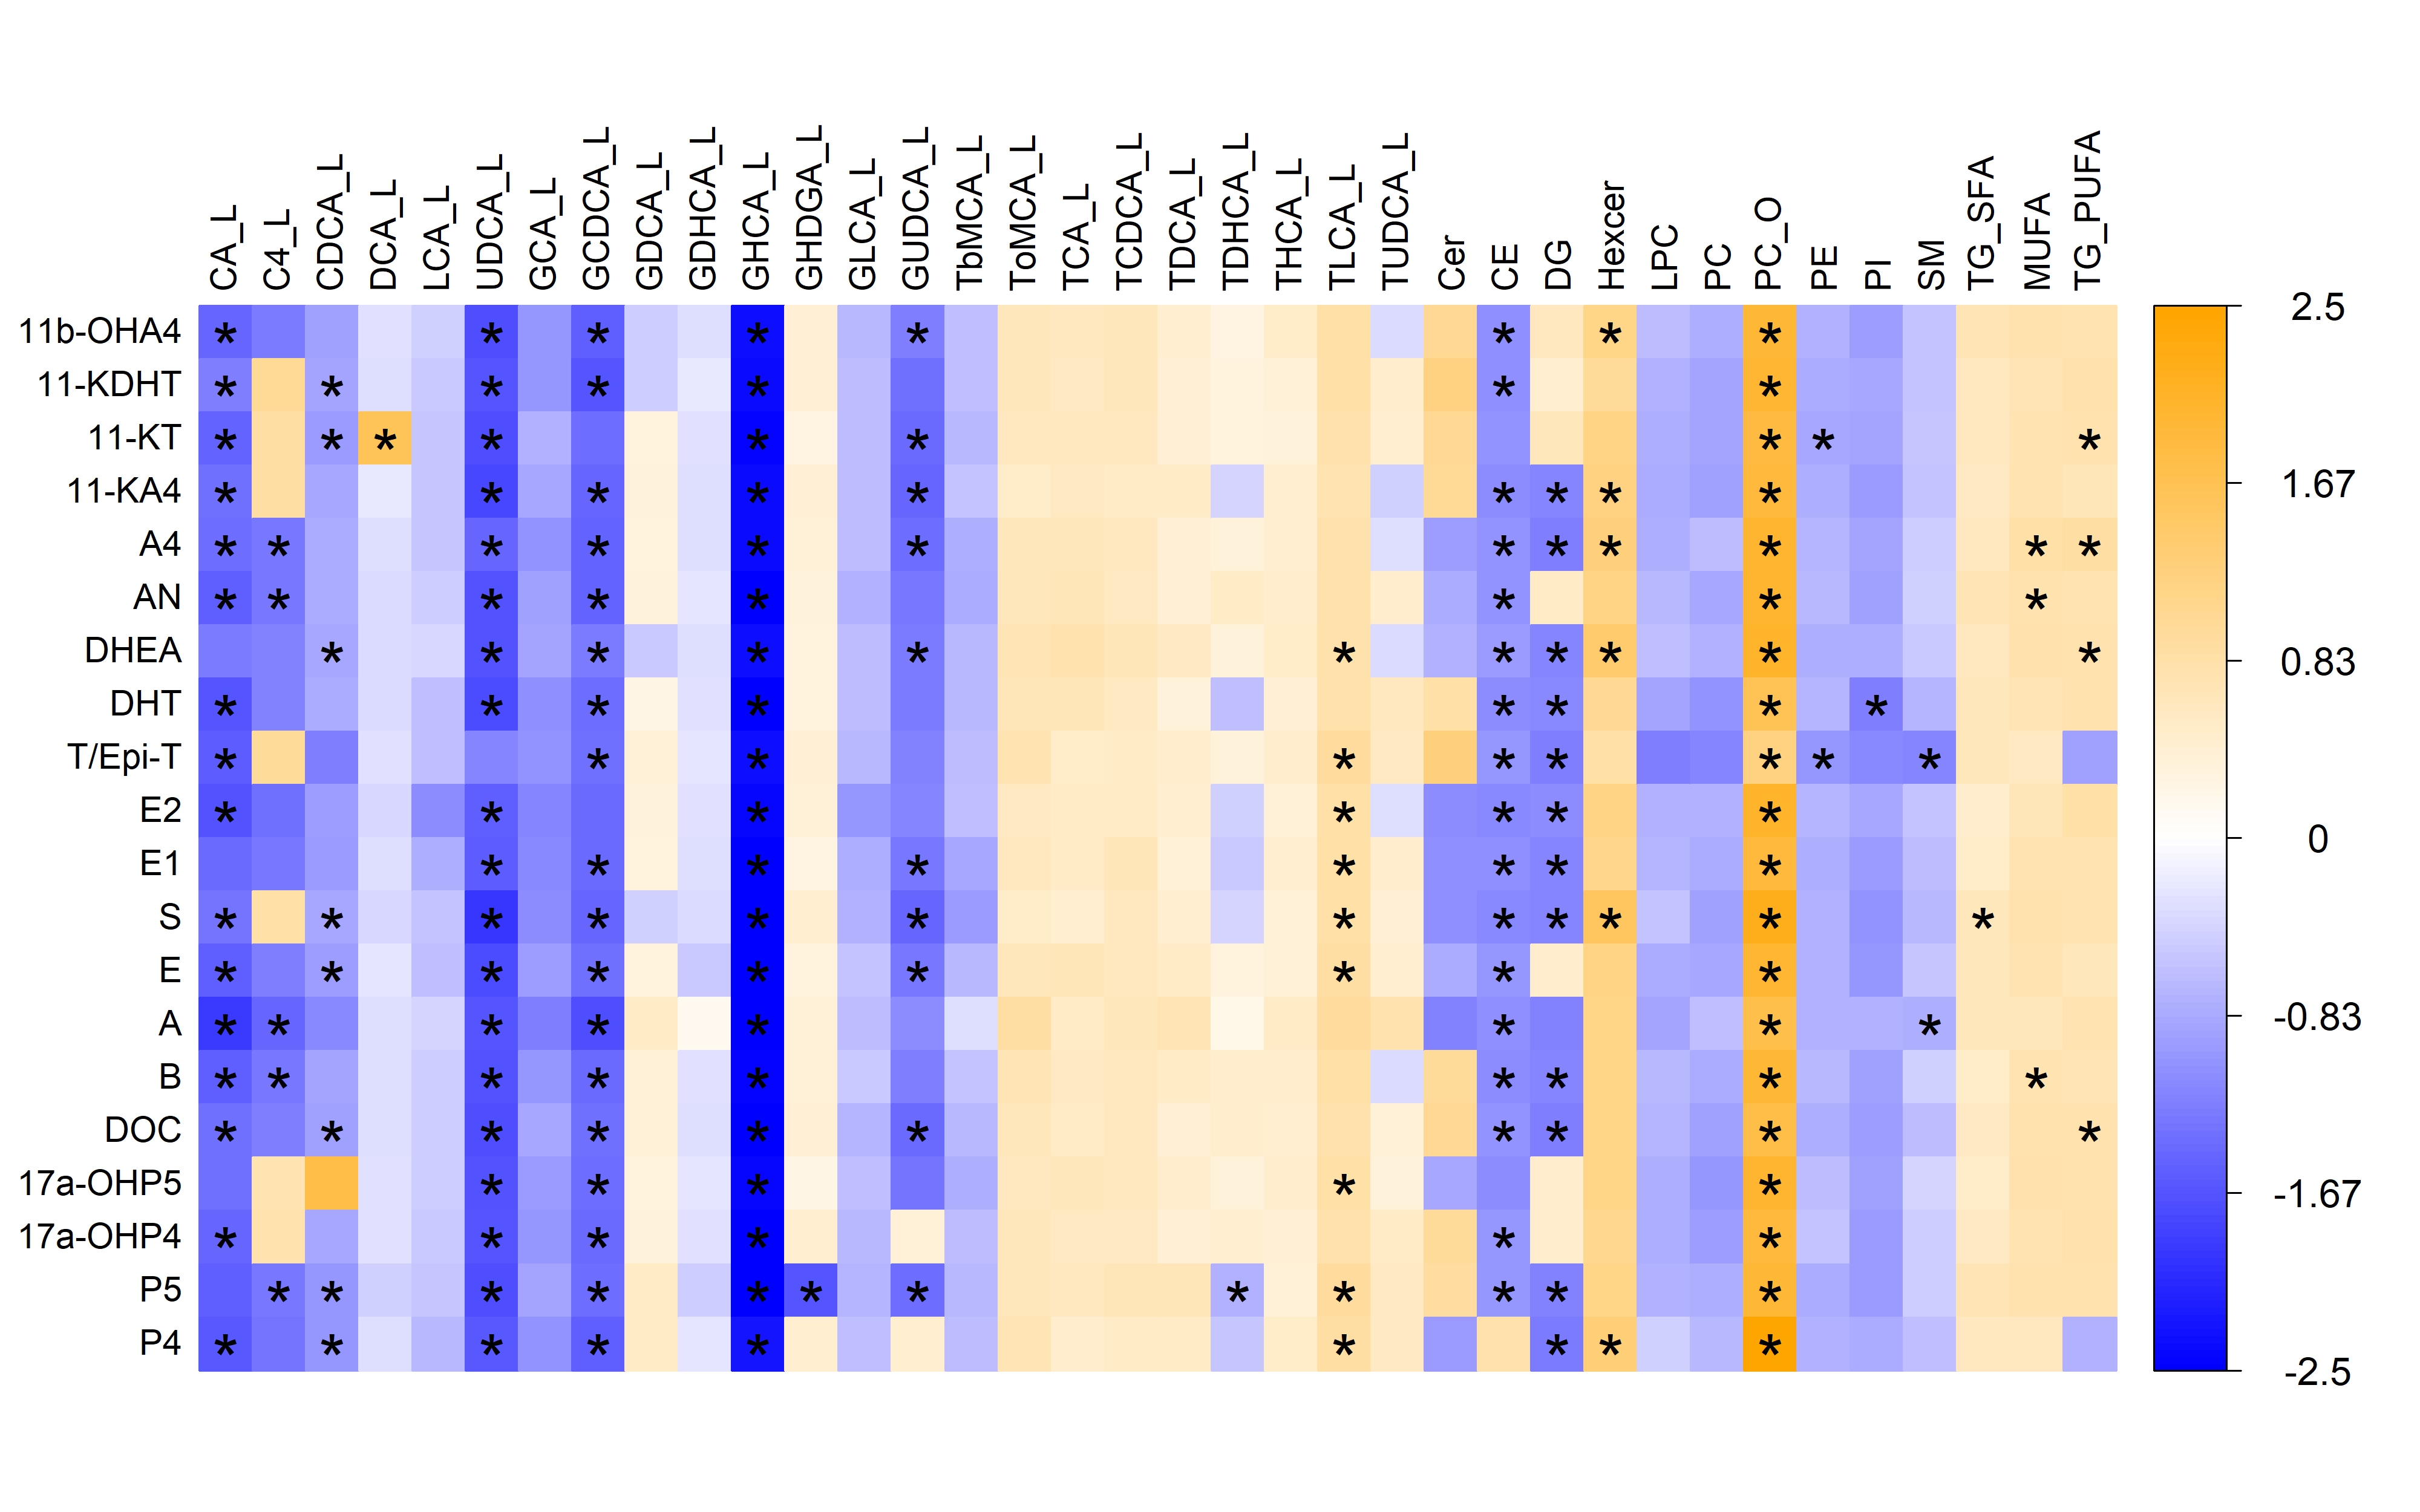 CA_L C4_L CDCA_L DCA_L LCA_L UDCA_L GCA_L GCDCA_L GDCA_L GDHCA_L GHCA_L GHDGA_L GLCA_L GUDCA_L TbMCA_L ToMCA_L TCA_L TCDCA_L TDCA_L TDHCA_L THCA_L TLCA_L TUDCA_L Cer CE DG Hexcer LPC PC PC_O PE PI SM TG_SFA MUFA TG_PUFA
11b-OHA4 * * * * * * * *
11-KDHT * * * * * * *
11-KT * * * * * * * * *
11-KA4 * * * * * * * * *
A4 * * * * * * * * * * * *
AN * * * * * * * *
DHEA * * * * * * * * * * *
DHT * * * * * * * *
T/Epi-T * * * * * * * * *
E2 * * * * * * *
E1 * * * * * * * *
S * * * * * * * * * * * *
E * * * * * * * * *
A * * * * * * * *
B * * * * * * * * *
DOC * * * * * * * * * *
17a-OHP5 * * * * *
17a-OHP4 * * * * * *
P5 * * * * * * * * * * * *
P4 * * * * * * * * *
2.5
1.67
0.83
0
-0.83
-1.67
-2.5